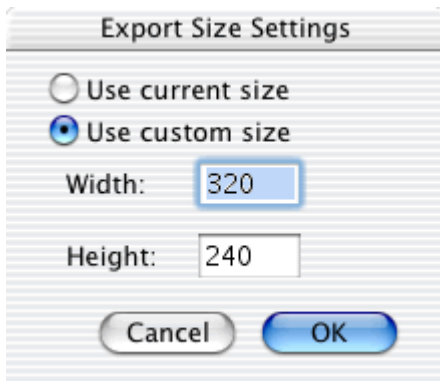 Export Size Settings
Use current size
Use custom size
Width: 320
Height: 240
Cancel OK